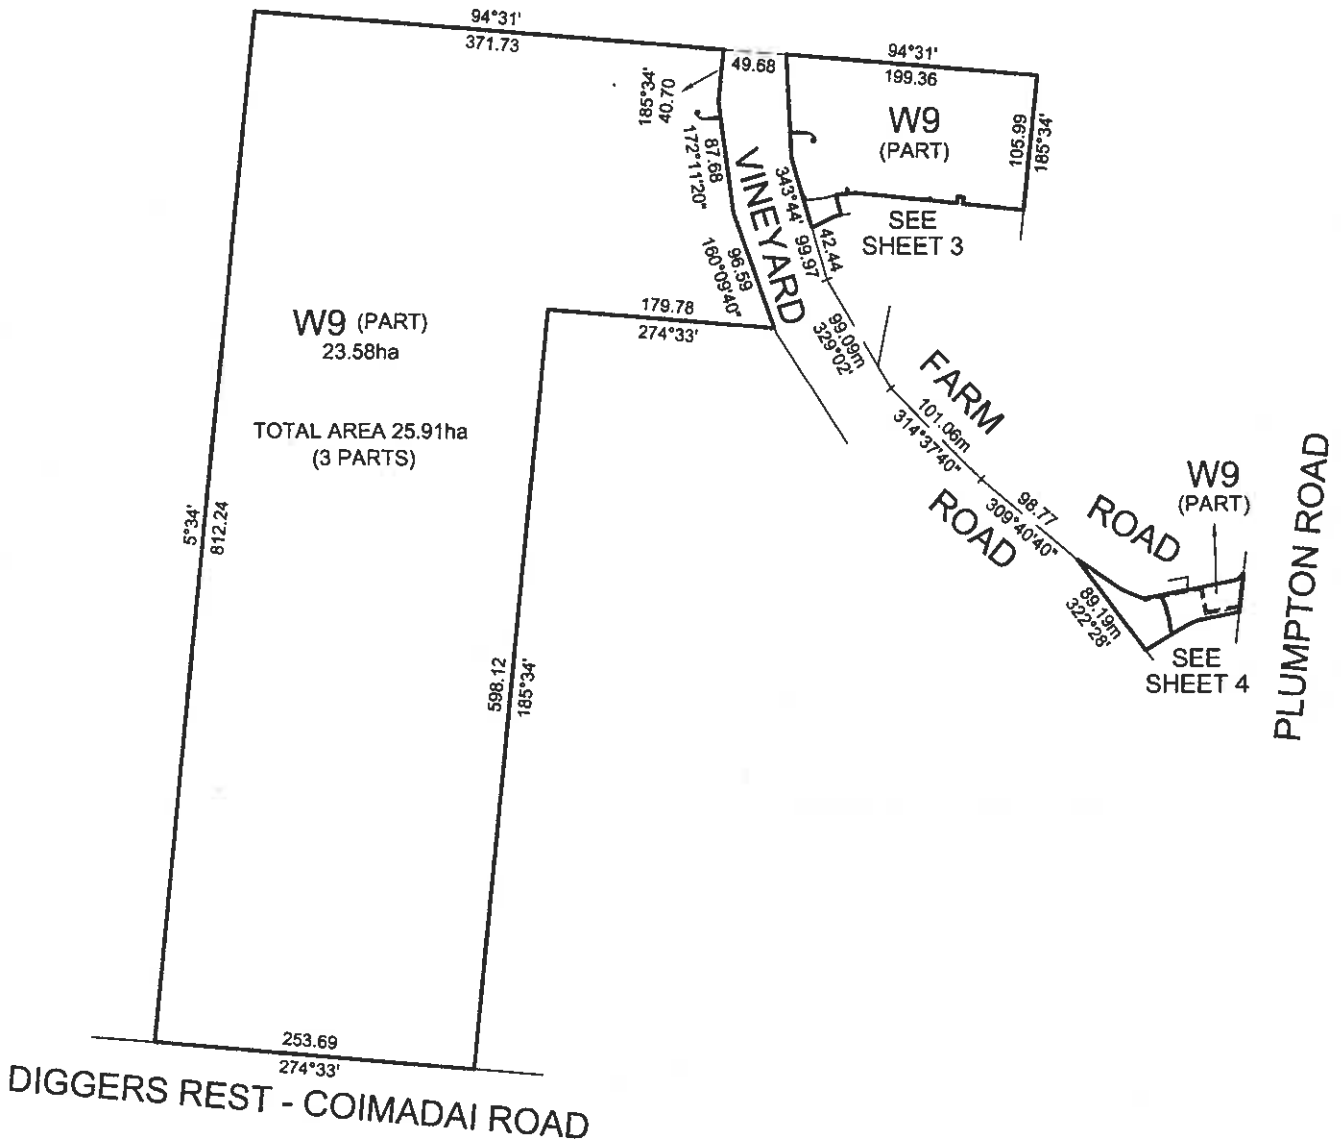 94°31'
371.73
49.68
94°31'
199.36
185°34'
40.70
W9
(PART)
105.99
185°34'
87.68
172°11'20"
VINEYARD
343°44'
99.97
42.44
SEE
SHEET 3
96.59
160°09'40"
179.78
274°33'
W9 (PART)
23.58ha
TOTAL AREA 25.91ha
(3 PARTS)
99.09m
329°02'
FARM
101.06m
314°37'40"
ROAD
98.77
309°40'40"
ROAD
W9
(PART)
PLUMPTON ROAD
89.19m
322°28'
SEE
SHEET 4
5°34'
812.24
598.12
185°34'
253.69
274°33'
DIGGERS REST - COIMADAI ROAD